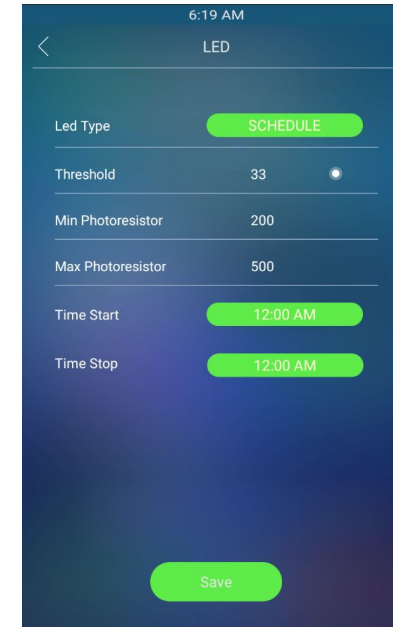 6:19 AM
LED
Led Type SCHEDULE
Threshold 33
Min Photoresistor 200
Max Photoresistor 500
Time Start 12:00 AM
Time Stop 12:00 AM
Save